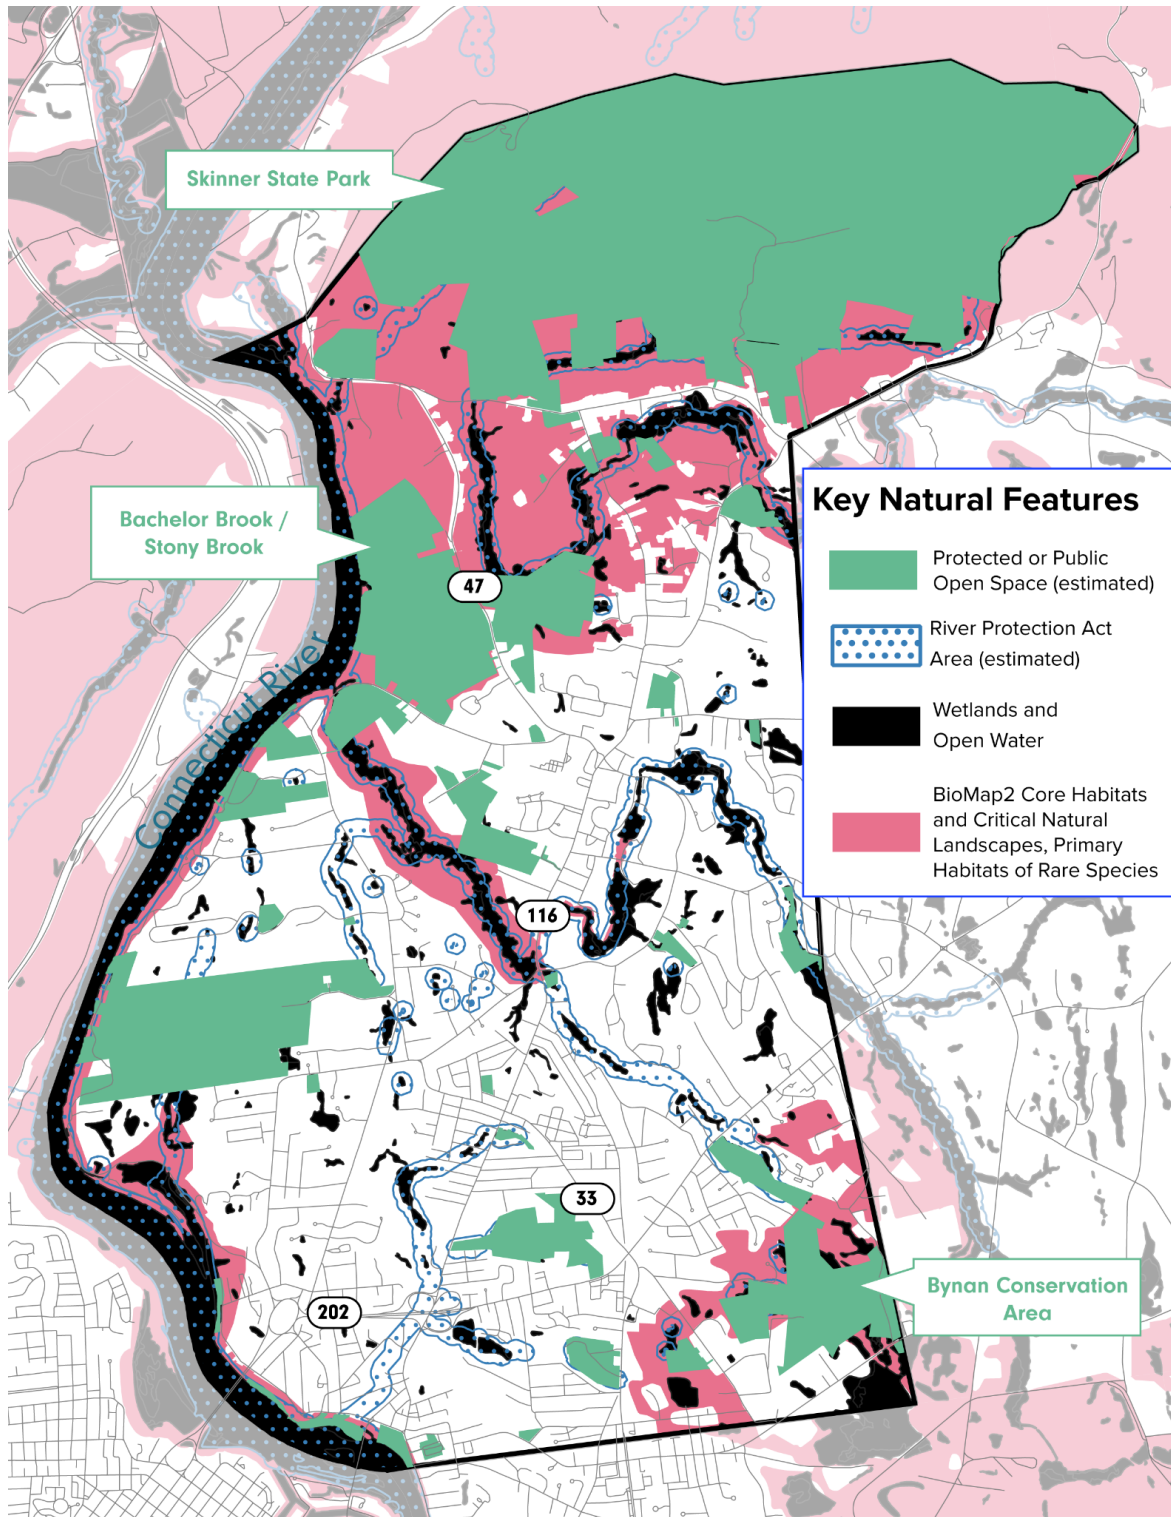 Skinner State Park
Bachelor Brook /
Stony Brook
47
Connecticut River
116
33
202
Bynan Conservation
Area
Key Natural Features
Protected or Public
Open Space (estimated)
River Protection Act
Area (estimated)
Wetlands and
Open Water
BioMap2 Core Habitats
and Critical Natural
Landscapes, Primary
Habitats of Rare Species